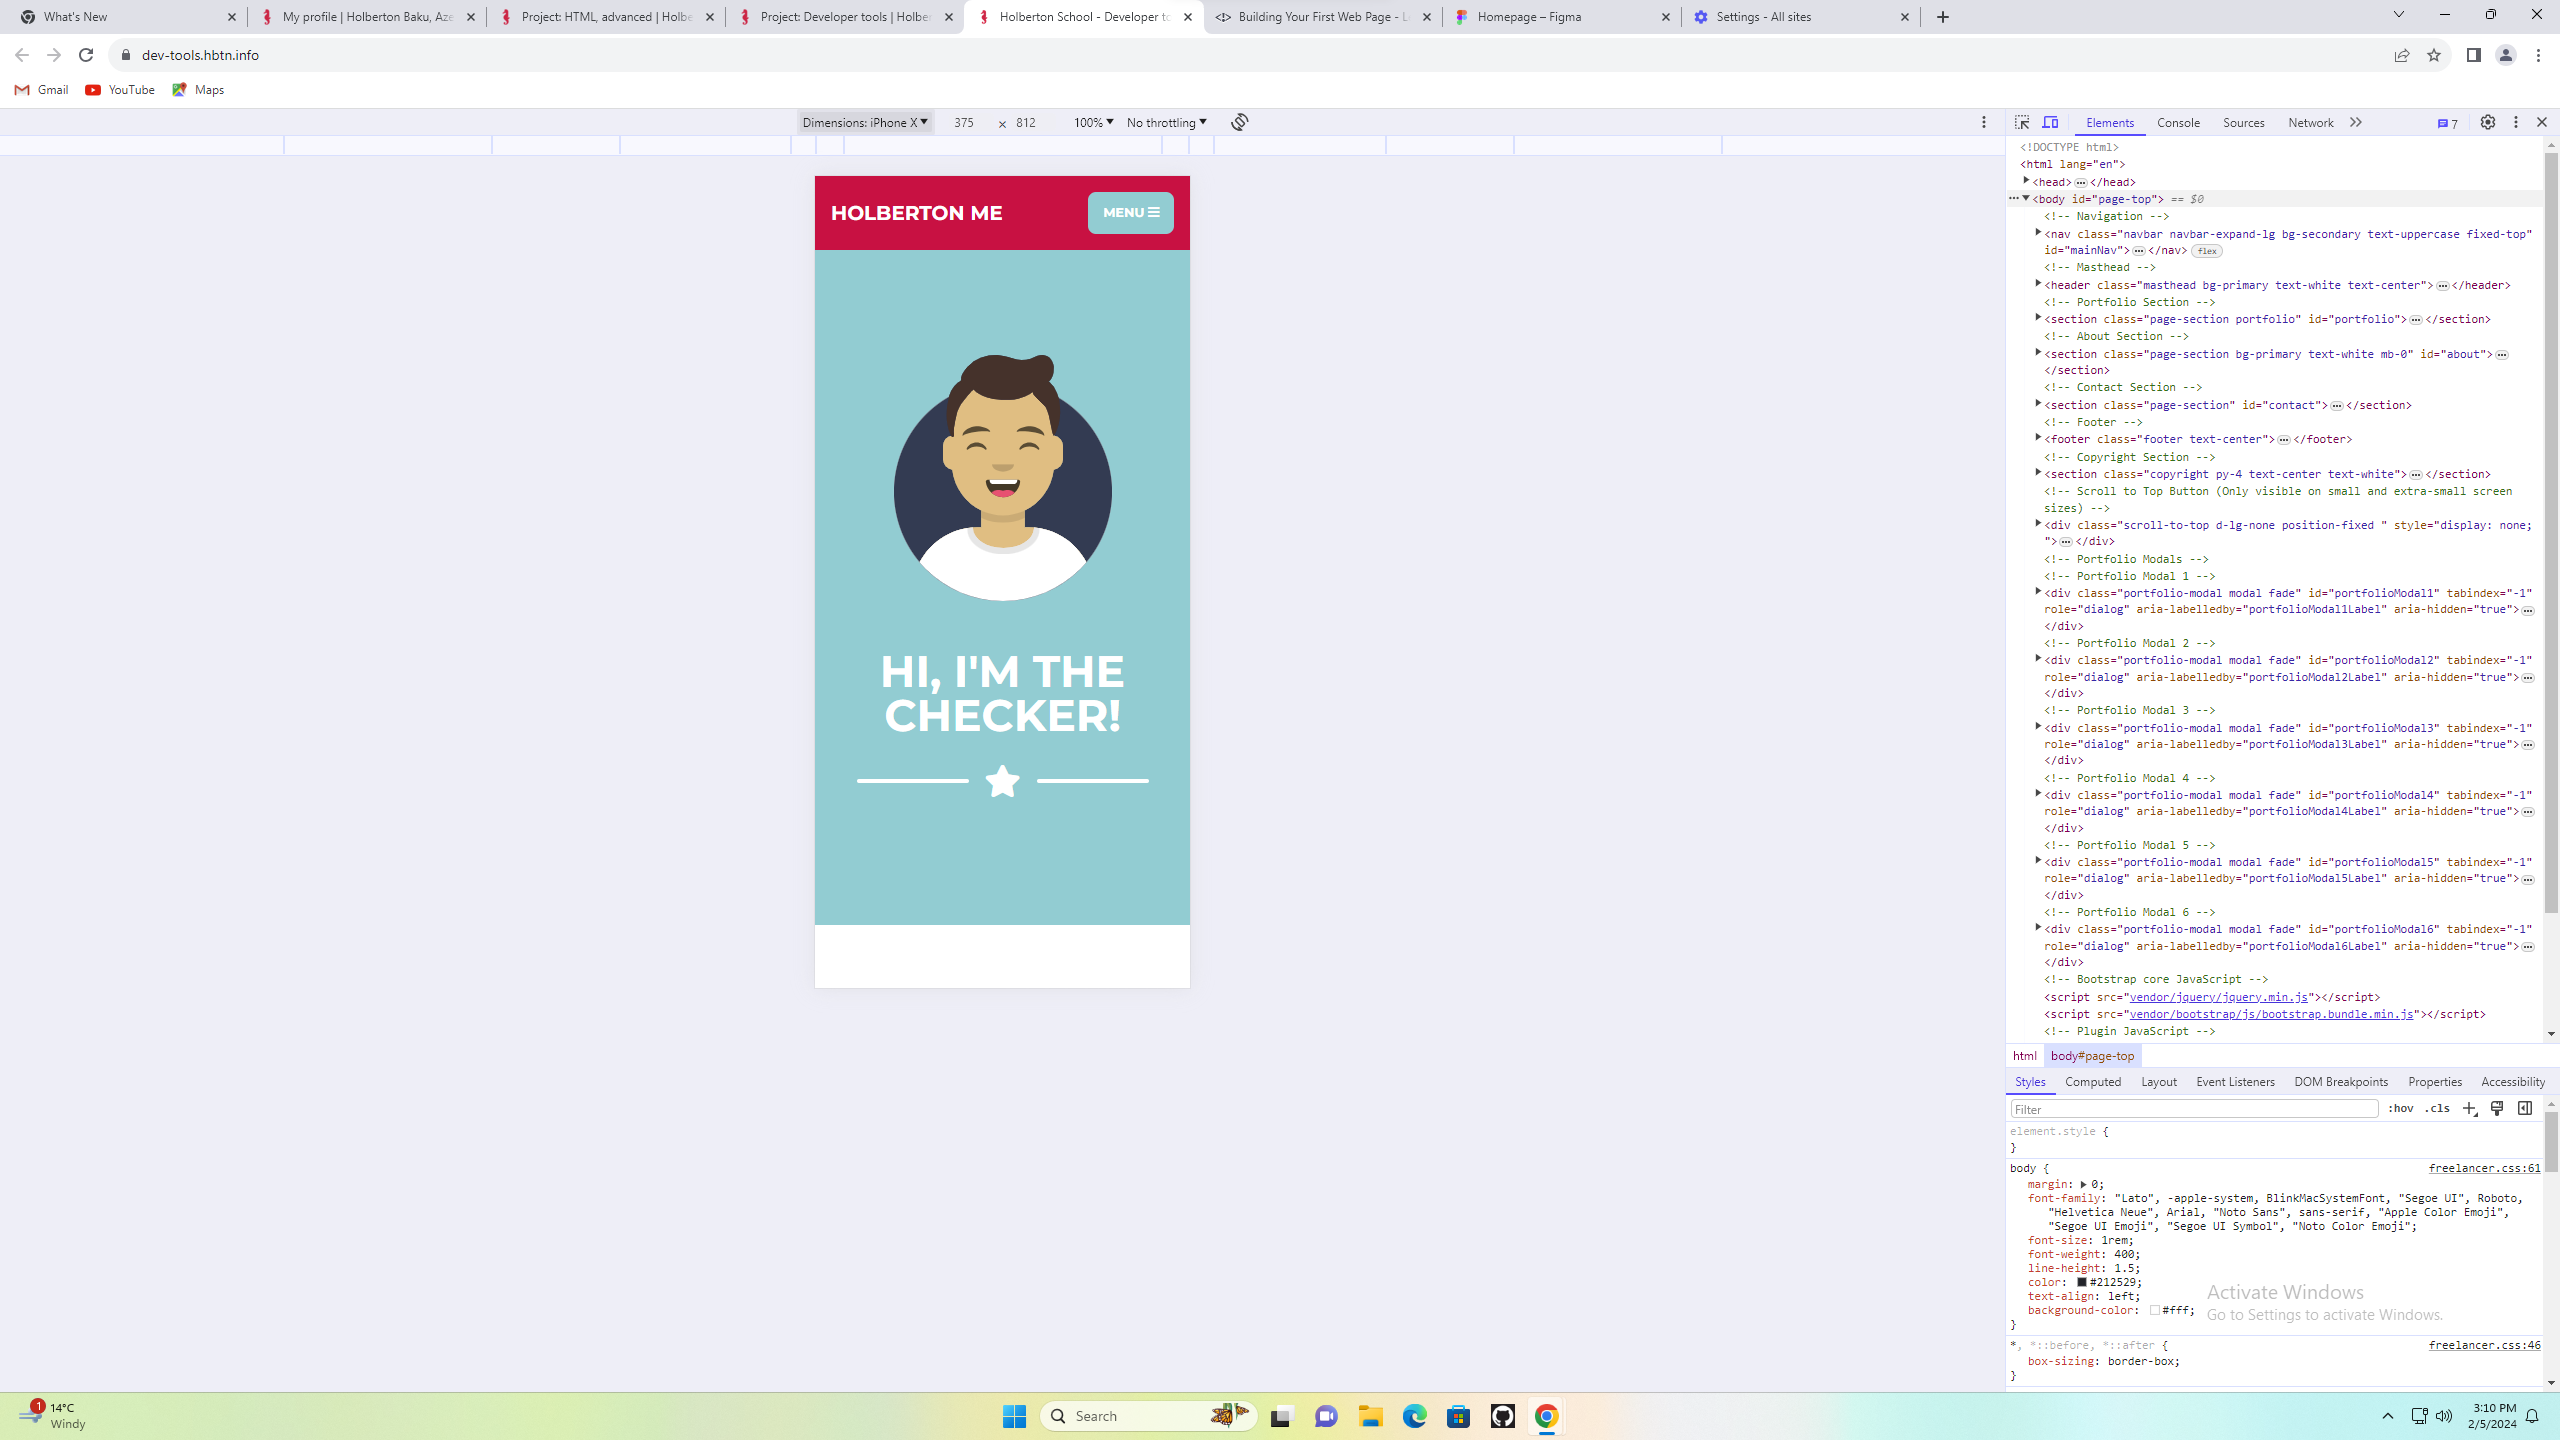 What's New
My profile | Holberton Baku, Aze
Project: HTML, advanced | Holbe
Project: Developer tools | Holber
Holberton School - Developer to
Building Your First Web Page - L
Homepage – Figma
Settings - All sites
dev-tools.hbtn.info
Gmail
YouTube
Maps
Dimensions: iPhone X
375
×
812
100%
No throttling
Elements
Console
Sources
Network
7
HOLBERTON ME
MENU
HI, I'M THE
CHECKER!
<!DOCTYPE html>
<html lang="en">
<head>…</head>
<body id="page-top"> == $0
<!-- Navigation -->
<nav class="navbar navbar-expand-lg bg-secondary text-uppercase fixed-top"
id="mainNav">…</nav> flex
<!-- Masthead -->
<header class="masthead bg-primary text-white text-center">…</header>
<!-- Portfolio Section -->
<section class="page-section portfolio" id="portfolio">…</section>
<!-- About Section -->
<section class="page-section bg-primary text-white mb-0" id="about">…
</section>
<!-- Contact Section -->
<section class="page-section" id="contact">…</section>
<!-- Footer -->
<footer class="footer text-center">…</footer>
<!-- Copyright Section -->
<section class="copyright py-4 text-center text-white">…</section>
<!-- Scroll to Top Button (Only visible on small and extra-small screen
sizes) -->
<div class="scroll-to-top d-lg-none position-fixed " style="display: none;
">…</div>
<!-- Portfolio Modals -->
<!-- Portfolio Modal 1 -->
<div class="portfolio-modal modal fade" id="portfolioModal1" tabindex="-1"
role="dialog" aria-labelledby="portfolioModal1Label" aria-hidden="true">…
</div>
<!-- Portfolio Modal 2 -->
<div class="portfolio-modal modal fade" id="portfolioModal2" tabindex="-1"
role="dialog" aria-labelledby="portfolioModal2Label" aria-hidden="true">…
</div>
<!-- Portfolio Modal 3 -->
<div class="portfolio-modal modal fade" id="portfolioModal3" tabindex="-1"
role="dialog" aria-labelledby="portfolioModal3Label" aria-hidden="true">…
</div>
<!-- Portfolio Modal 4 -->
<div class="portfolio-modal modal fade" id="portfolioModal4" tabindex="-1"
role="dialog" aria-labelledby="portfolioModal4Label" aria-hidden="true">…
</div>
<!-- Portfolio Modal 5 -->
<div class="portfolio-modal modal fade" id="portfolioModal5" tabindex="-1"
role="dialog" aria-labelledby="portfolioModal5Label" aria-hidden="true">…
</div>
<!-- Portfolio Modal 6 -->
<div class="portfolio-modal modal fade" id="portfolioModal6" tabindex="-1"
role="dialog" aria-labelledby="portfolioModal6Label" aria-hidden="true">…
</div>
<!-- Bootstrap core JavaScript -->
<script src="vendor/jquery/jquery.min.js"></script>
<script src="vendor/bootstrap/js/bootstrap.bundle.min.js"></script>
<!-- Plugin JavaScript -->
html
body#page-top
Styles
Computed
Layout
Event Listeners
DOM Breakpoints
Properties
Accessibility
Filter
:hov
.cls
element.style {
}
body {
freelancer.css:61
margin: 0;
font-family: "Lato", -apple-system, BlinkMacSystemFont, "Segoe UI", Roboto,
"Helvetica Neue", Arial, "Noto Sans", sans-serif, "Apple Color Emoji",
"Segoe UI Emoji", "Segoe UI Symbol", "Noto Color Emoji";
font-size: 1rem;
font-weight: 400;
line-height: 1.5;
color: #212529;
text-align: left;
background-color: #fff;
}
Activate Windows
Go to Settings to activate Windows.
*, *::before, *::after {
freelancer.css:46
box-sizing: border-box;
}
1
14°C
Windy
Search
3:10 PM
2/5/2024